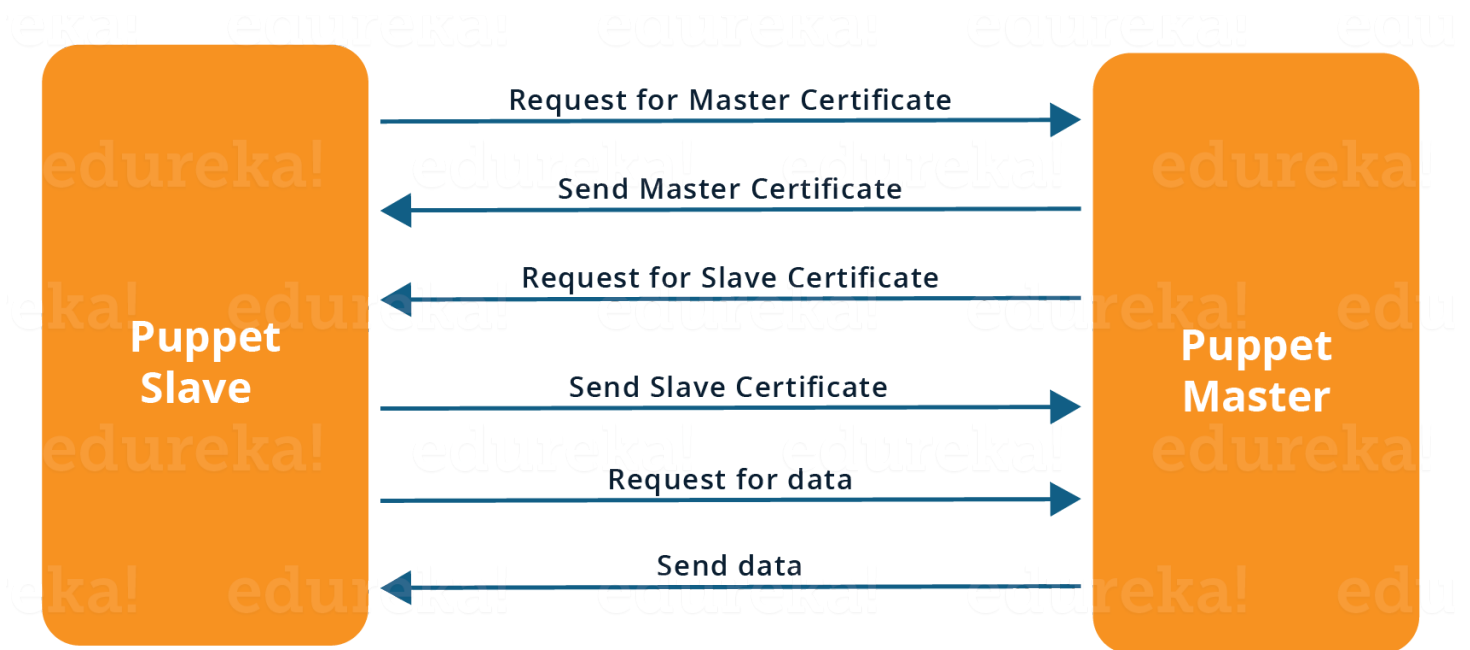 Request for Master Certificate
Send Master Certificate
Request for Slave Certificate
Send Slave Certificate
Request for data
Send data
Puppet
Slave
Puppet
Master
edureka!